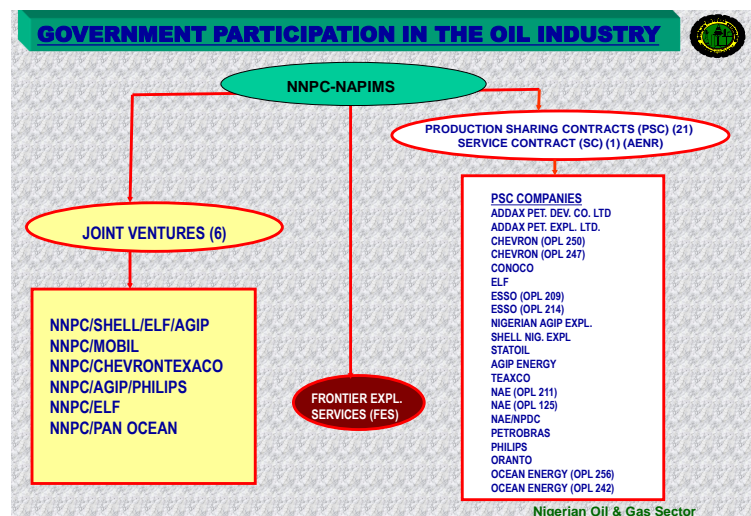 GOVERNMENT PARTICIPATION IN THE OIL INDUSTRY
NNPC-NAPIMS
PRODUCTION SHARING CONTRACTS (PSC) (21)
SERVICE CONTRACT (SC) (1) (AENR)
JOINT VENTURES (6)
NNPC/SHELL/ELF/AGIP
NNPC/MOBIL
NNPC/CHEVRONTEXACO
NNPC/AGIP/PHILIPS
NNPC/ELF
NNPC/PAN OCEAN
FRONTIER EXPL.
SERVICES (FES)
PSC COMPANIES
ADDAX PET. DEV. CO. LTD
ADDAX PET. EXPL. LTD.
CHEVRON (OPL 250)
CHEVRON (OPL 247)
CONOCO
ELF
ESSO (OPL 209)
ESSO (OPL 214)
NIGERIAN AGIP EXPL.
SHELL NIG. EXPL
STATOIL
AGIP ENERGY
TEAXCO
NAE (OPL 211)
NAE (OPL 125)
NAE/NPDC
PETROBRAS
PHILIPS
ORANTO
OCEAN ENERGY (OPL 256)
OCEAN ENERGY (OPL 242)
Nigerian Oil & Gas Sector